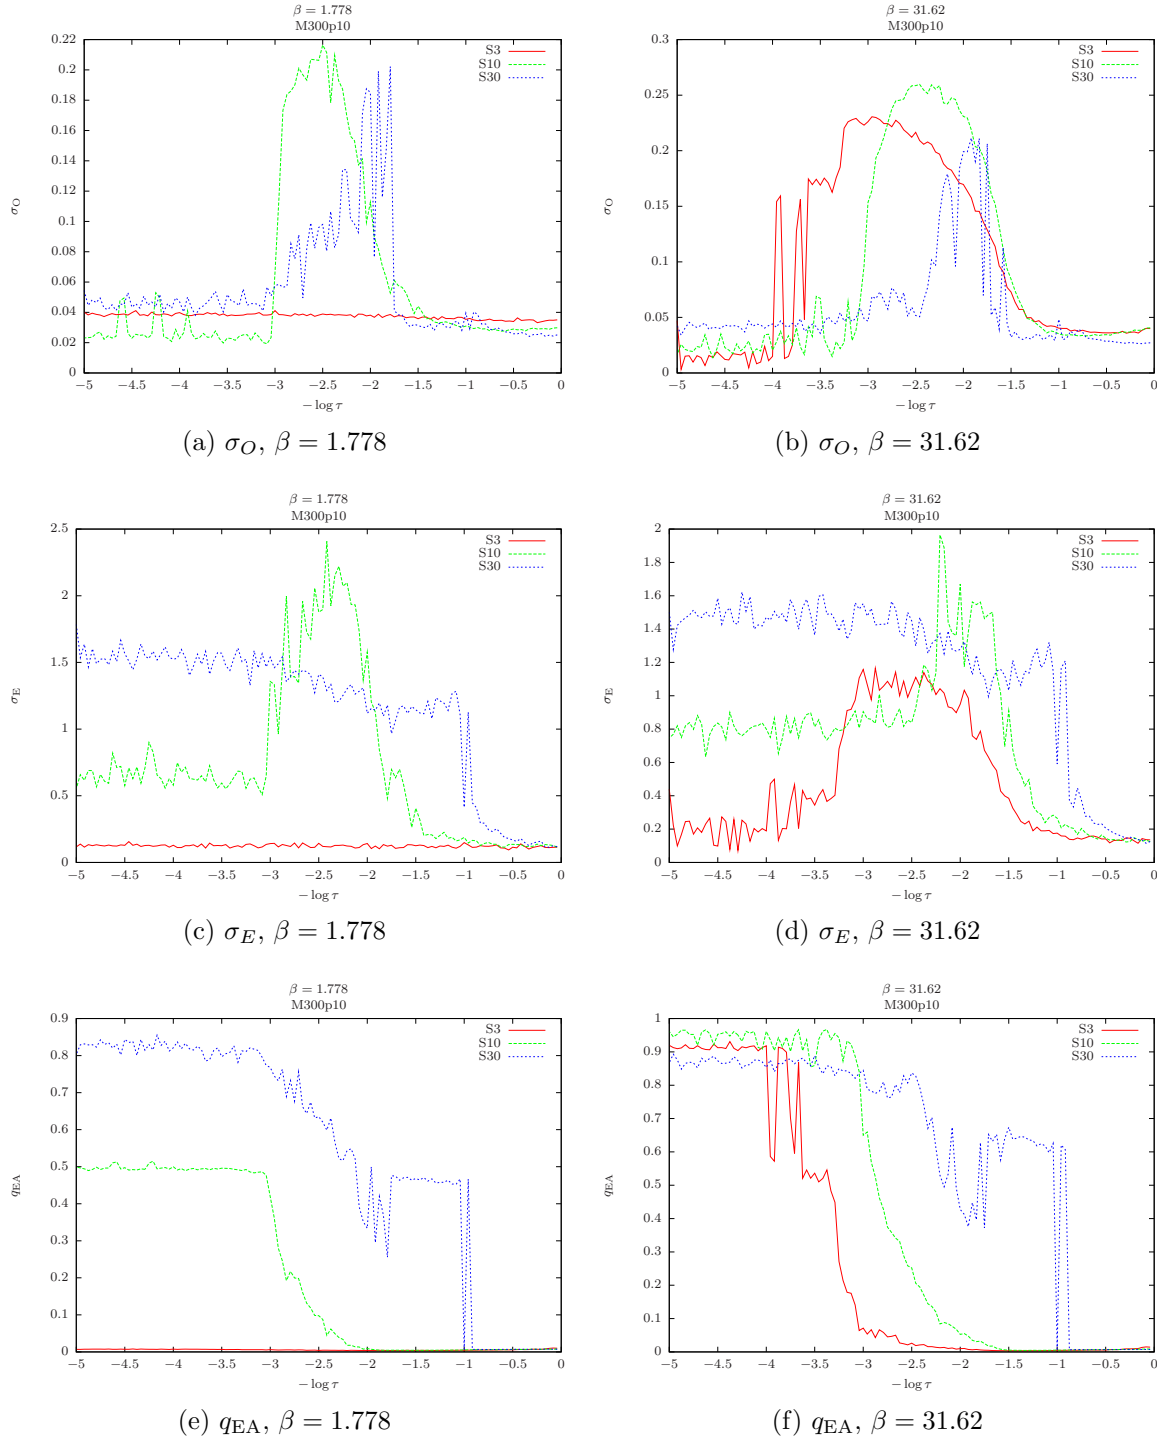 β = 1.778
M300p10
σO
0.22
0.2
0.18
0.16
0.14
0.12
0.1
0.08
0.06
0.04
0.02
0
−5 −4.5 −4 −3.5 −3 −2.5 −2 −1.5 −1 −0.5 0
− log τ
S3
S10
S30
(a) σO, β = 1.778
β = 31.62
M300p10
σO
0.3
0.25
0.2
0.15
0.1
0.05
0
−5 −4.5 −4 −3.5 −3 −2.5 −2 −1.5 −1 −0.5 0
− log τ
S3
S10
S30
(b) σO, β = 31.62
β = 1.778
M300p10
σE
2.5
2
1.5
1
0.5
0
−5 −4.5 −4 −3.5 −3 −2.5 −2 −1.5 −1 −0.5 0
− log τ
S3
S10
S30
(c) σE, β = 1.778
β = 31.62
M300p10
σE
2
1.8
1.6
1.4
1.2
1
0.8
0.6
0.4
0.2
0
−5 −4.5 −4 −3.5 −3 −2.5 −2 −1.5 −1 −0.5 0
− log τ
S3
S10
S30
(d) σE, β = 31.62
β = 1.778
M300p10
qEA
0.9
0.8
0.7
0.6
0.5
0.4
0.3
0.2
0.1
0
−5 −4.5 −4 −3.5 −3 −2.5 −2 −1.5 −1 −0.5 0
− log τ
S3
S10
S30
(e) qEA, β = 1.778
β = 31.62
M300p10
qEA
1
0.9
0.8
0.7
0.6
0.5
0.4
0.3
0.2
0.1
0
−5 −4.5 −4 −3.5 −3 −2.5 −2 −1.5 −1 −0.5 0
− log τ
S3
S10
S30
(f) qEA, β = 31.62